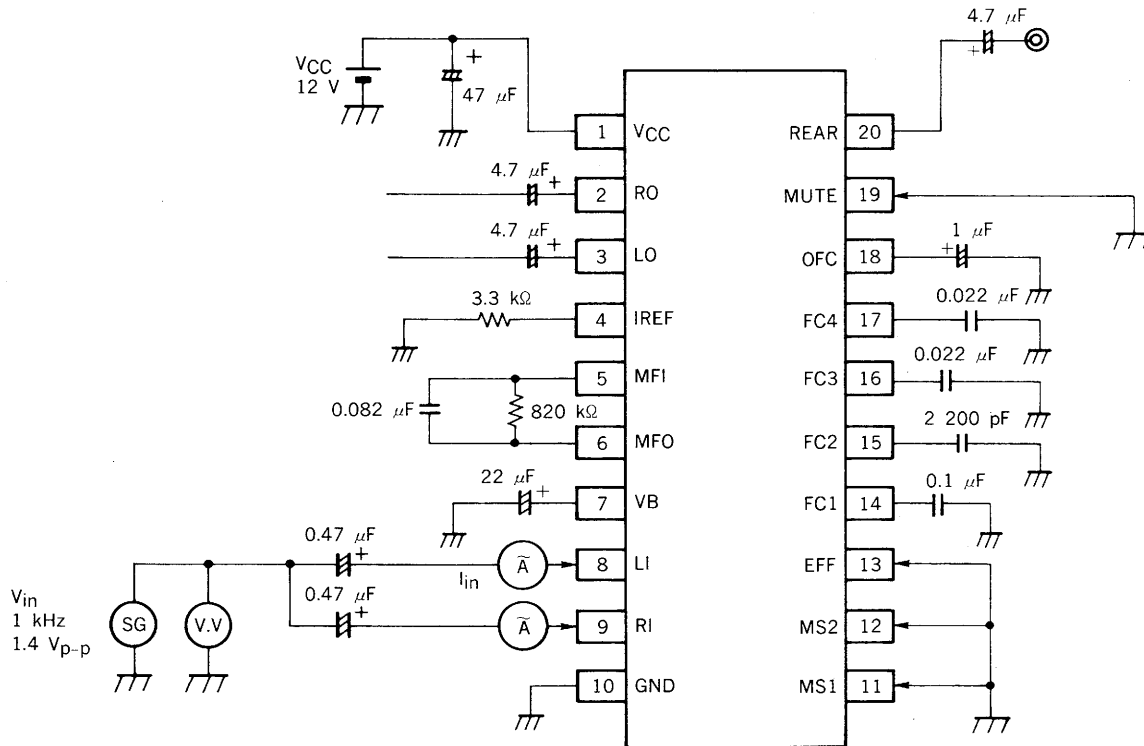 4.7 μF
+
VCC
12 V
+
47 μF
1 VCC
REAR 20
4.7 μF
+
2 RO
MUTE 19
4.7 μF
+
3 LO
1 μF
+
OFC 18
3.3 kΩ
4 IREF
0.022 μF
FC4 17
5 MFI
0.022 μF
FC3 16
0.082 μF
820 kΩ
6 MFO
2 200 pF
FC2 15
22 μF
+
7 VB
0.1 μF
FC1 14
0.47 μF
+
Iin
Ã
8 LI
EFF 13
0.47 μF
+
Ã
9 RI
MS2 12
Vin
1 kHz
1.4 Vp-p
SG
V.V
10 GND
MS1 11